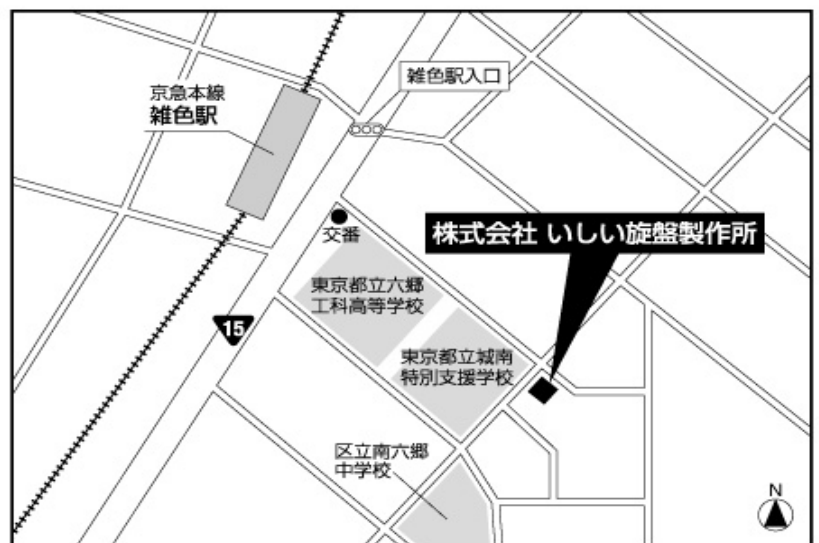 雑色駅入口
京急本線
雑色駅
交番
株式会社 いしい旋盤製作所
東京都立六郷
工科高等学校
15
東京都立城南
特別支援学校
区立南六郷
中学校
N